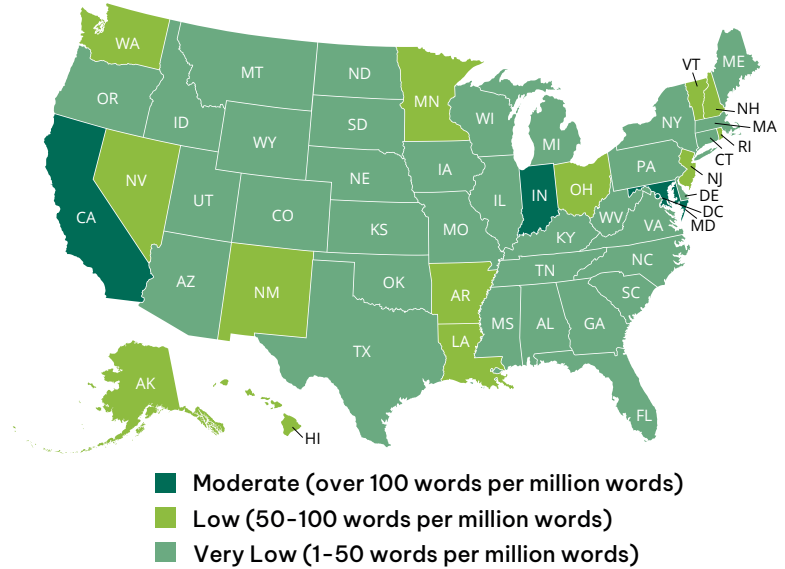 WA
MT
ND
MN
VT
ME
OR
ID
SD
WI
NH
NY
MA
WY
MI
RI
CT
NV
UT
NE
IA
PA
NJ
CA
CO
IL
IN
OH
DE
DC
MD
KS
MO
WV
VA
KY
AZ
NM
OK
TN
NC
AR
SC
MS
AL
GA
TX
LA
AK
FL
HI
Moderate (over 100 words per million words)
Low (50-100 words per million words)
Very Low (1-50 words per million words)